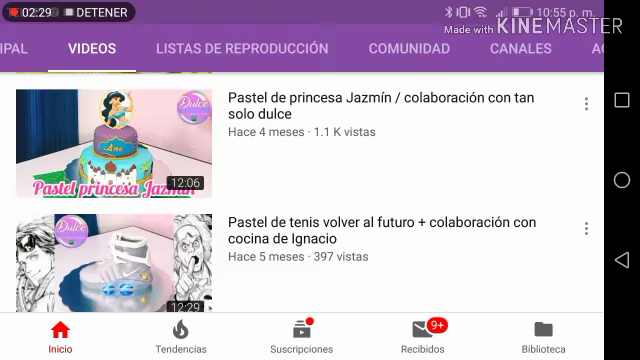 02:29 DETENER
10:55 p. m.
Made with KINEMASTER
IPAL VIDEOS LISTAS DE REPRODUCCIÓN COMUNIDAD CANALES
Dulce
Ana
Pastel princesa Jazmín
12:06
Pastel de princesa Jazmín / colaboración con tan
solo dulce
Hace 4 meses · 1.1 K vistas
Dulce
12:29
Pastel de tenis volver al futuro + colaboración con
cocina de Ignacio
Hace 5 meses · 397 vistas
9+
Inicio Tendencias Suscripciones Recibidos Biblioteca